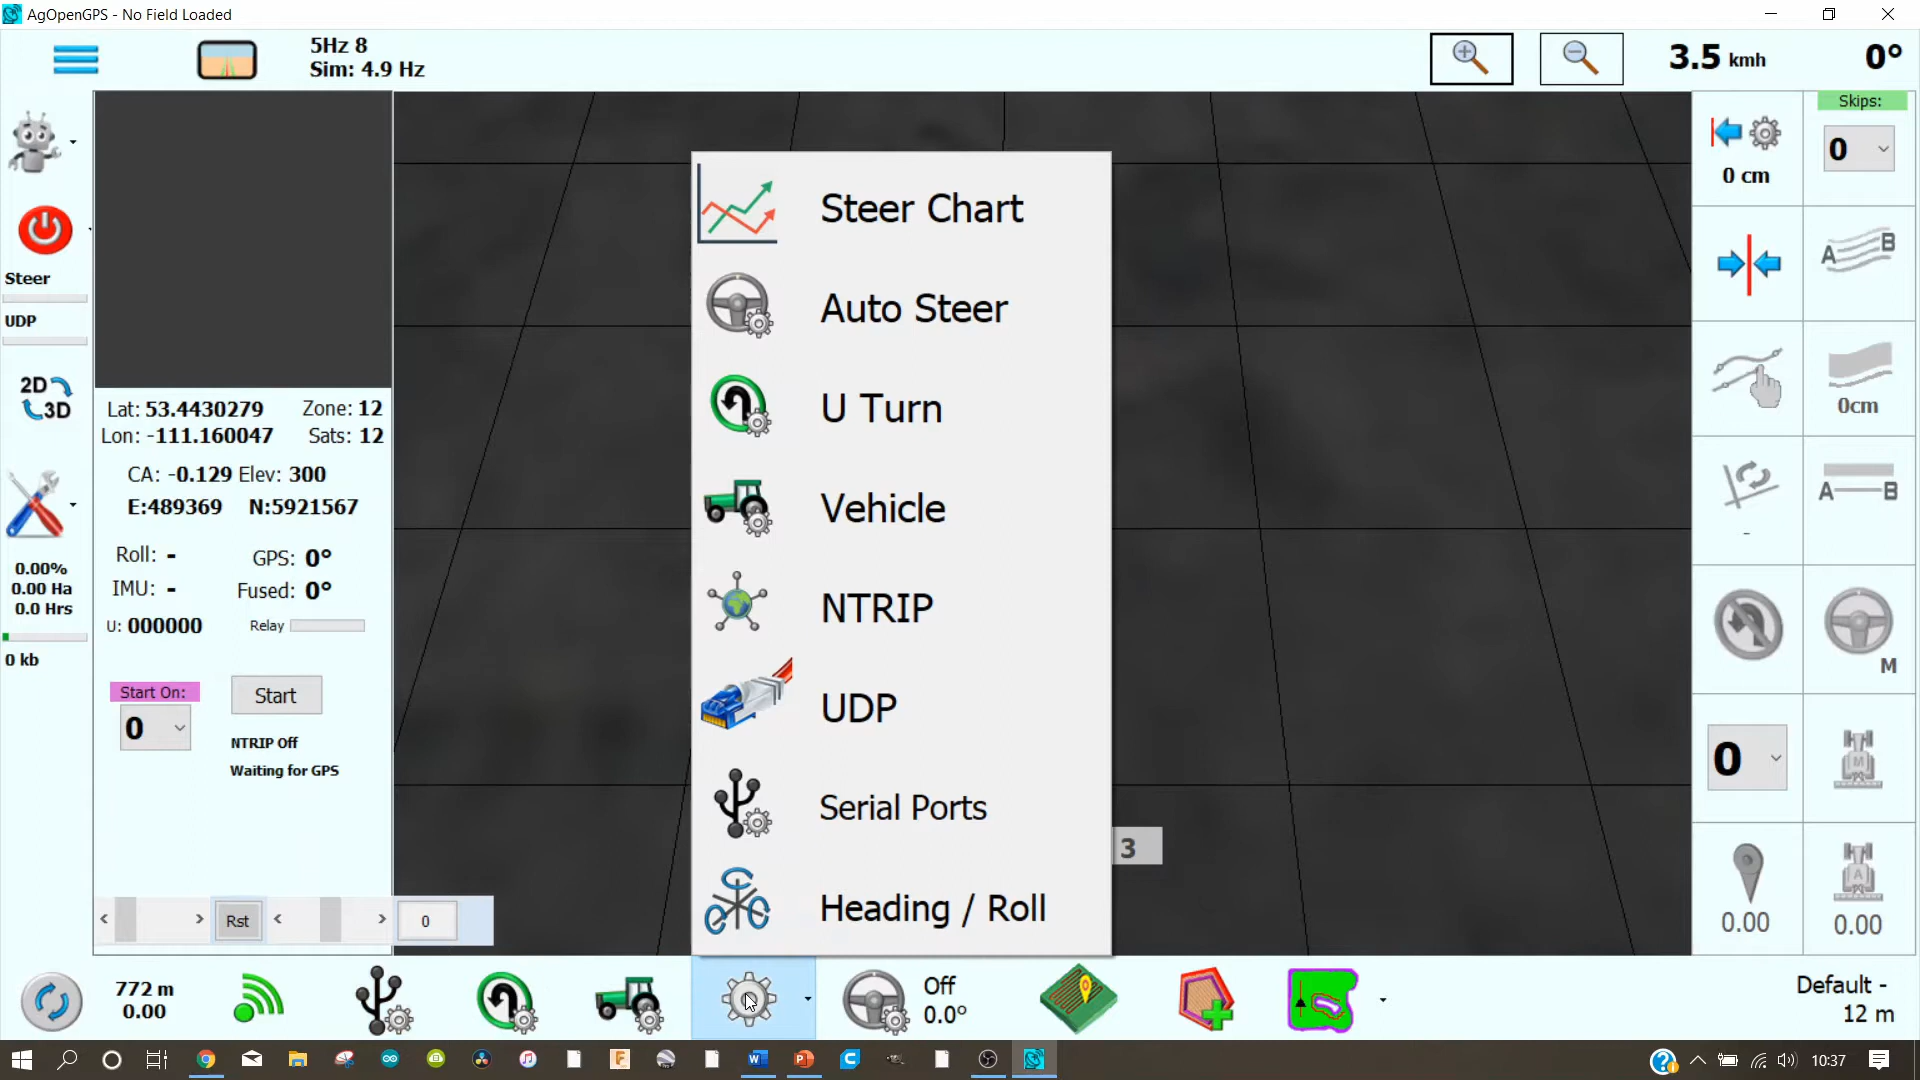 AgOpenGPS - No Field Loaded
5Hz 8
Sim: 4.9 Hz
3.5 kmh
0°
Steer
UDP
2D
3D
0.00%
0.00 Ha
0.0 Hrs
0 kb
Lat: 53.4430279 Zone: 12
Lon: -111.160047 Sats: 12
CA: -0.129 Elev: 300
E:489369 N:5921567
Roll: - GPS: 0°
IMU: - Fused: 0°
U: 000000 Relay
Start On:
0
Start
NTRIP Off
Waiting for GPS
< > Rst < > 0
Steer Chart
Auto Steer
U Turn
Vehicle
NTRIP
UDP
Serial Ports
Heading / Roll
3
Skips:
0
0 cm
A B
0cm
-
A B
M
0
M
0.00
A
0.00
772 m
0.00
Off
0.0°
Default -
12 m
10:37